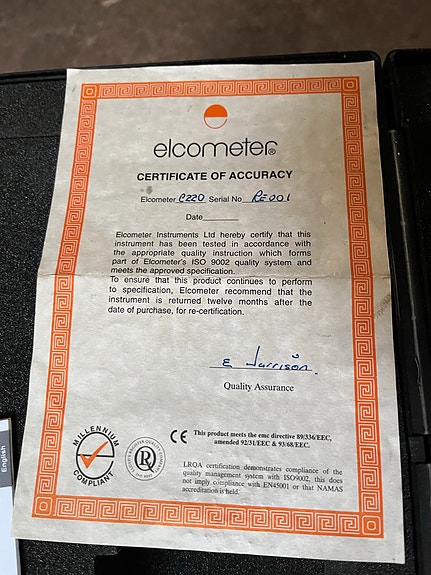 elcometer®
CERTIFICATE OF ACCURACY
Elcometer C220 Serial No RE001
Date
Elcometer Instruments Ltd hereby certify that this
instrument has been tested in accordance with
the appropriate quality instruction which forms
part of Elcometer's ISO 9002 quality system and
meets the approved specification.
To ensure that this product continues to perform
to specification, Elcometer recommend that the
instrument is returned twelve months after the
date of purchase, for re-certification.
E Jarrison
Quality Assurance
MILLENNIUM
COMPLIANT
CE This product meets the emc directive 89/336/EEC,
amended 92/31/EEC & 93/68/EEC.
LRQA certification demonstrates compliance of the
quality management system with ISO9002, this does
not imply compliance with EN45001 or that NAMAS
accreditation is held.
English